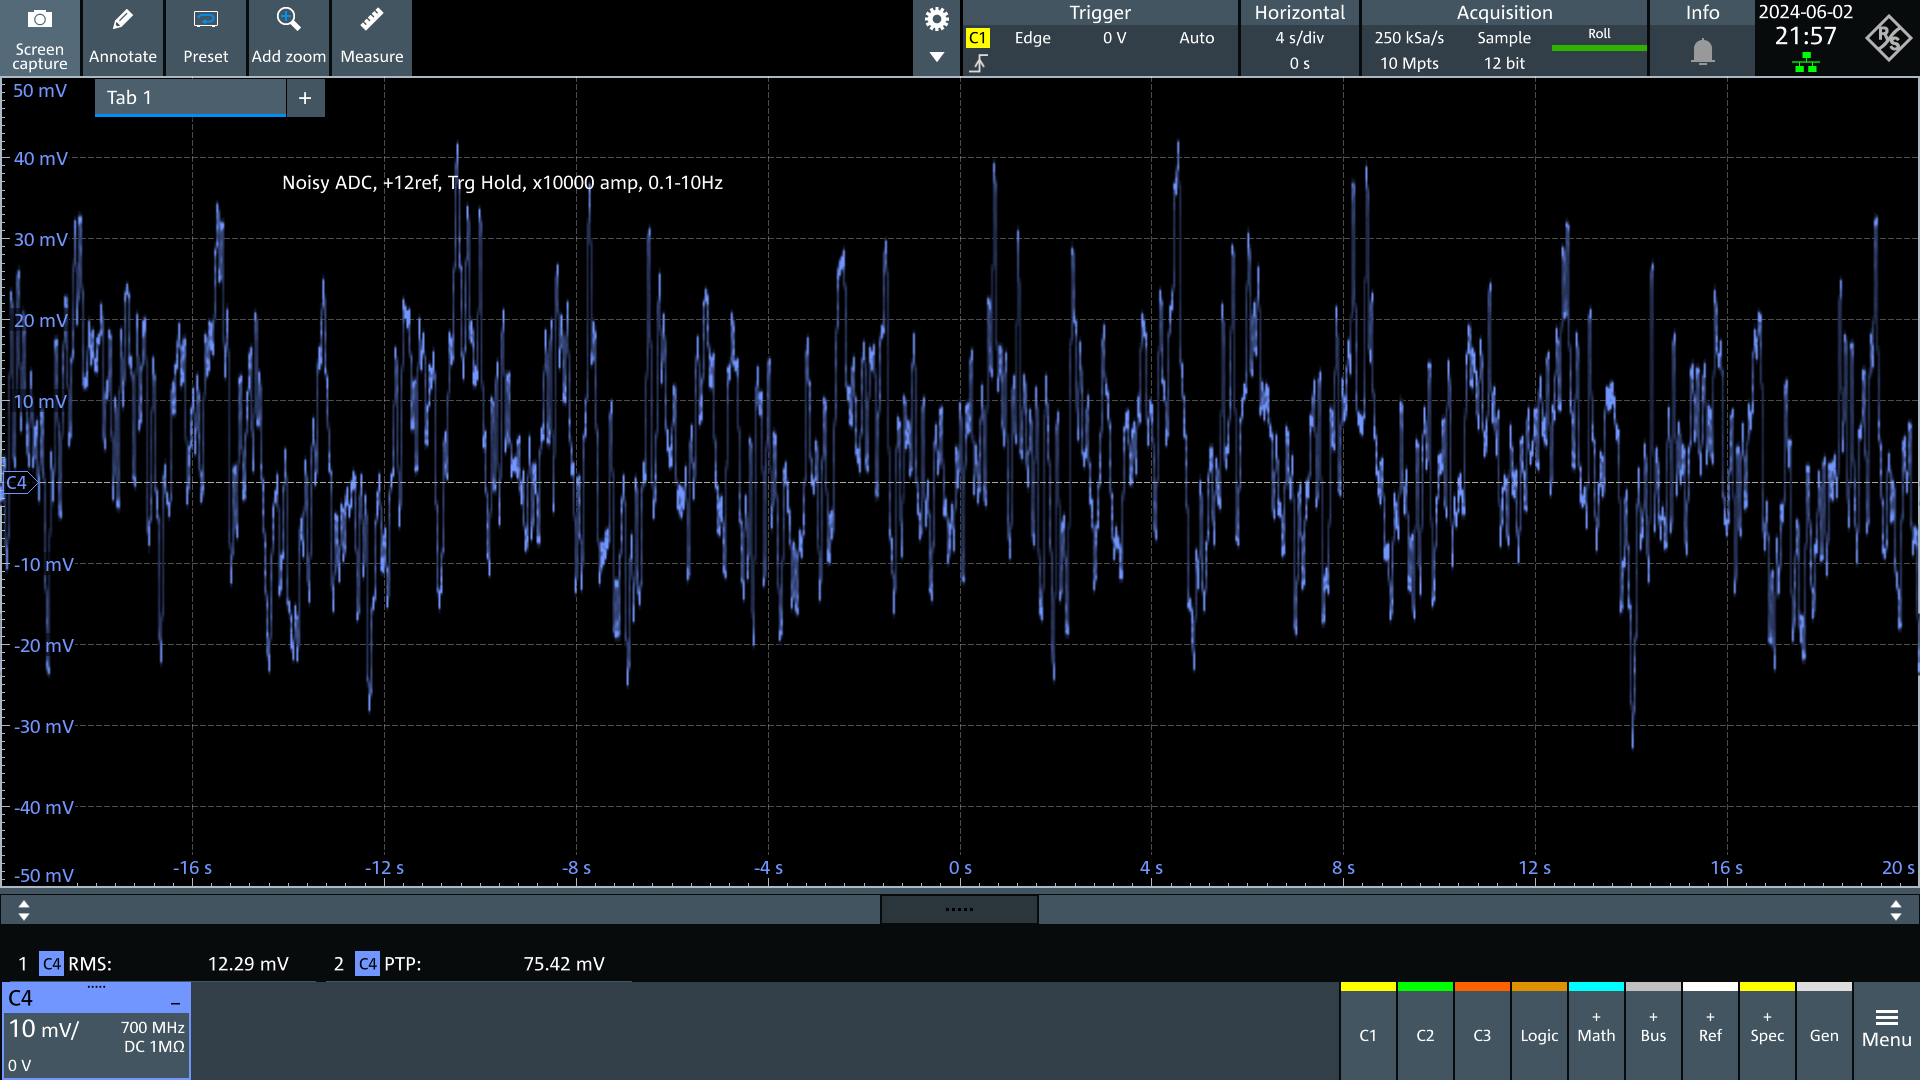 Screen capture
Annotate
Preset
Add zoom
Measure
Trigger
C1 Edge 0 V Auto
Horizontal
4 s/div
0 s
Acquisition
250 kSa/s Sample Roll
10 Mpts 12 bit
Info
2024-06-02
21:57
R&S
Tab 1 +
Noisy ADC, +12ref, Trg Hold, x10000 amp, 0.1-10Hz
50 mV
40 mV
30 mV
20 mV
10 mV
C4
-10 mV
-20 mV
-30 mV
-40 mV
-50 mV
-16 s -12 s -8 s -4 s 0 s 4 s 8 s 12 s 16 s 20 s
1 C4 RMS: 12.29 mV 2 C4 PTP: 75.42 mV
C4
10 mV/ 700 MHz
DC 1MΩ
0 V
C1
C2
C3
Logic
+ Math
+ Bus
+ Ref
+ Spec
Gen
Menu